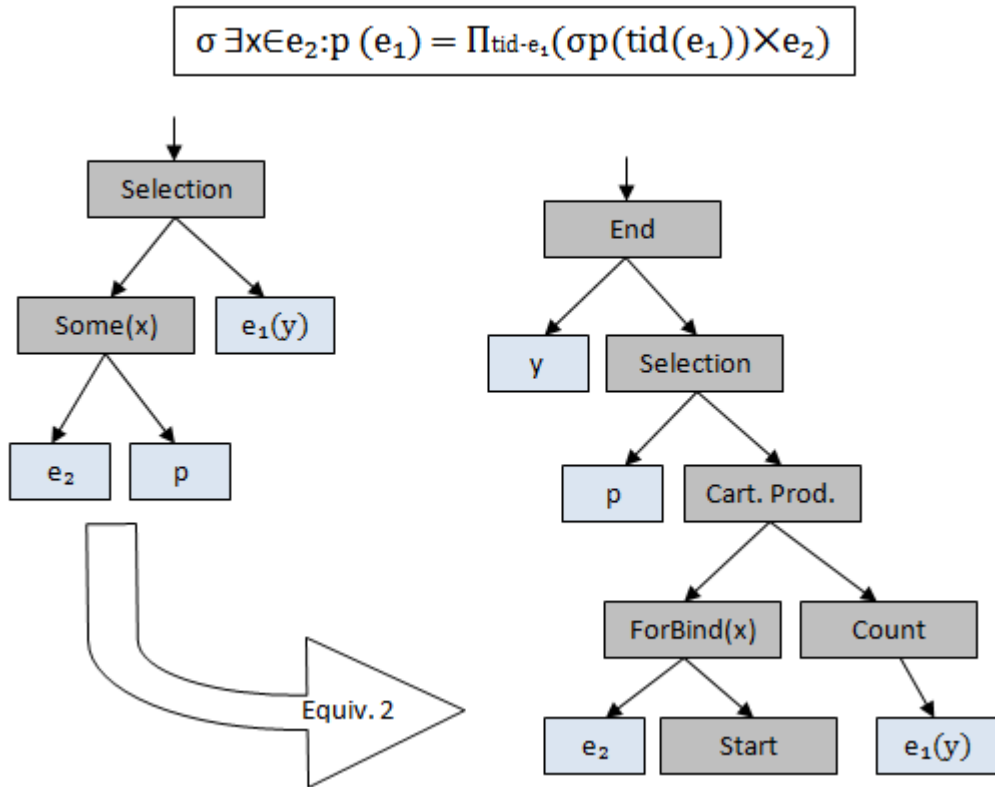 σ ∃x∈e₂:p (e₁) = Π tid-e₁(σp(tid(e₁))×e₂)
Selection
Some(x)
e₁(y)
e₂
p
Equiv. 2
End
y
Selection
p
Cart. Prod.
ForBind(x)
Count
e₂
Start
e₁(y)